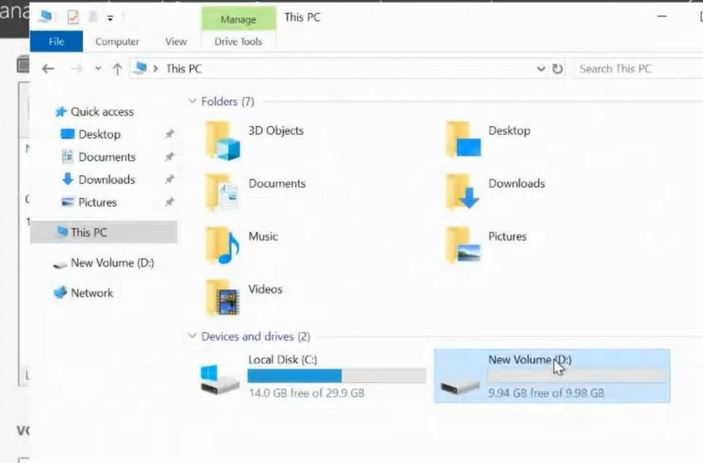 ana
Manage
This PC
File
Computer
View
Drive Tools
This PC
Search This PC
Quick access
Desktop
Documents
Downloads
Pictures
This PC
New Volume (D:)
Network
Folders (7)
3D Objects
Desktop
Documents
Downloads
Music
Pictures
Videos
Devices and drives (2)
Local Disk (C:)
14.0 GB free of 29.9 GB
New Volume (D:)
9.94 GB free of 9.98 GB